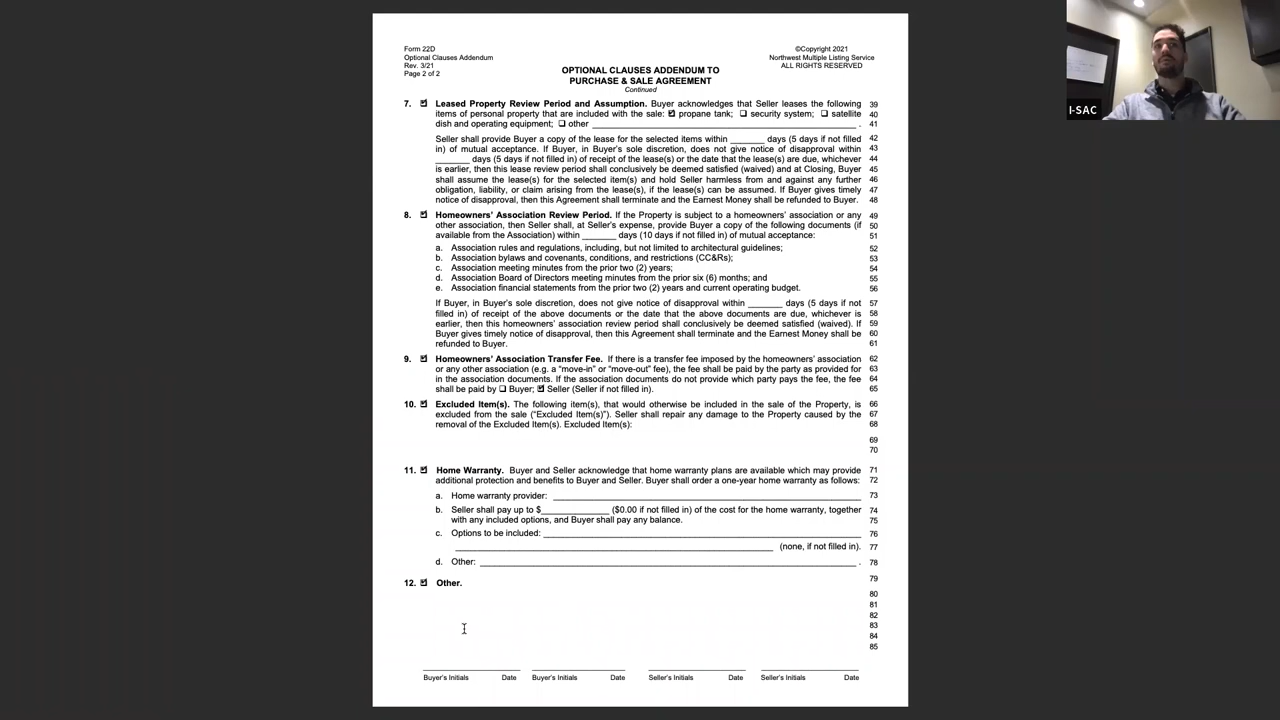 Form 22D
Optional Clauses Addendum
Rev. 3/21
Page 2 of 2
©Copyright 2021
Northwest Multiple Listing Service
ALL RIGHTS RESERVED
OPTIONAL CLAUSES ADDENDUM TO
PURCHASE & SALE AGREEMENT
Continued
7. Leased Property Review Period and Assumption. Buyer acknowledges that Seller leases the following 39
items of personal property that are included with the sale: ☑ propane tank; ☐ security system; ☐ satellite 40
dish and operating equipment; ☐ other ______ . 41
Seller shall provide Buyer a copy of the lease for the selected items within _______ days (5 days if not filled 42
in) of mutual acceptance. If Buyer, in Buyer's sole discretion, does not give notice of disapproval within 43
_______ days (5 days if not filled in) of receipt of the lease(s) or the date that the lease(s) are due, whichever 44
is earlier, then this lease review period shall conclusively be deemed satisfied (waived) and at Closing, Buyer 45
shall assume the lease(s) for the selected item(s) and hold Seller harmless from and against any further 46
obligation, liability, or claim arising from the lease(s), if the lease(s) can be assumed. If Buyer gives timely 47
notice of disapproval, then this Agreement shall terminate and the Earnest Money shall be refunded to Buyer. 48
8. ☑ Homeowners' Association Review Period. If the Property is subject to a homeowners' association or any 49
other association, then Seller shall, at Seller's expense, provide Buyer a copy of the following documents (if 50
available from the Association) within _______ days (10 days if not filled in) of mutual acceptance: 51
a. Association rules and regulations, including, but not limited to architectural guidelines; 52
b. Association bylaws and covenants, conditions, and restrictions (CC&Rs); 53
c. Association meeting minutes from the prior two (2) years; 54
d. Association Board of Directors meeting minutes from the prior six (6) months; and 55
e. Association financial statements from the prior two (2) years and current operating budget. 56
If Buyer, in Buyer's sole discretion, does not give notice of disapproval within _______ days (5 days if not 57
filled in) of receipt of the above documents or the date that the above documents are due, whichever is 58
earlier, then this homeowners' association review period shall conclusively be deemed satisfied (waived). If 59
Buyer gives timely notice of disapproval, then this Agreement shall terminate and the Earnest Money shall be 60
refunded to Buyer. 61
9. ☑ Homeowners' Association Transfer Fee. If there is a transfer fee imposed by the homeowners' association 62
or any other association (e.g. a "move-in" or "move-out" fee), the fee shall be paid by the party as provided for 63
in the association documents. If the association documents do not provide which party pays the fee, the fee 64
shall be paid by ☐ Buyer; ☑ Seller (Seller if not filled in). 65
10. ☑ Excluded Item(s). The following item(s), that would otherwise be included in the sale of the Property, is 66
excluded from the sale ("Excluded Item(s)"). Seller shall repair any damage to the Property caused by the 67
removal of the Excluded Item(s). Excluded Item(s): 68
69
70
11. ☑ Home Warranty. Buyer and Seller acknowledge that home warranty plans are available which may provide 71
additional protection and benefits to Buyer and Seller. Buyer shall order a one-year home warranty as follows: 72
a. Home warranty provider: ______ 73
b. Seller shall pay up to $______ ($0.00 if not filled in) of the cost for the home warranty, together 74
with any included options, and Buyer shall pay any balance. 75
c. Options to be included: ______ 76
______ (none, if not filled in). 77
d. Other: ______ . 78
79
12. ☑ Other.
80
81
82
83
84
85
Buyer's Initials Date Buyer's Initials Date Seller's Initials Date Seller's Initials Date
I-SAC